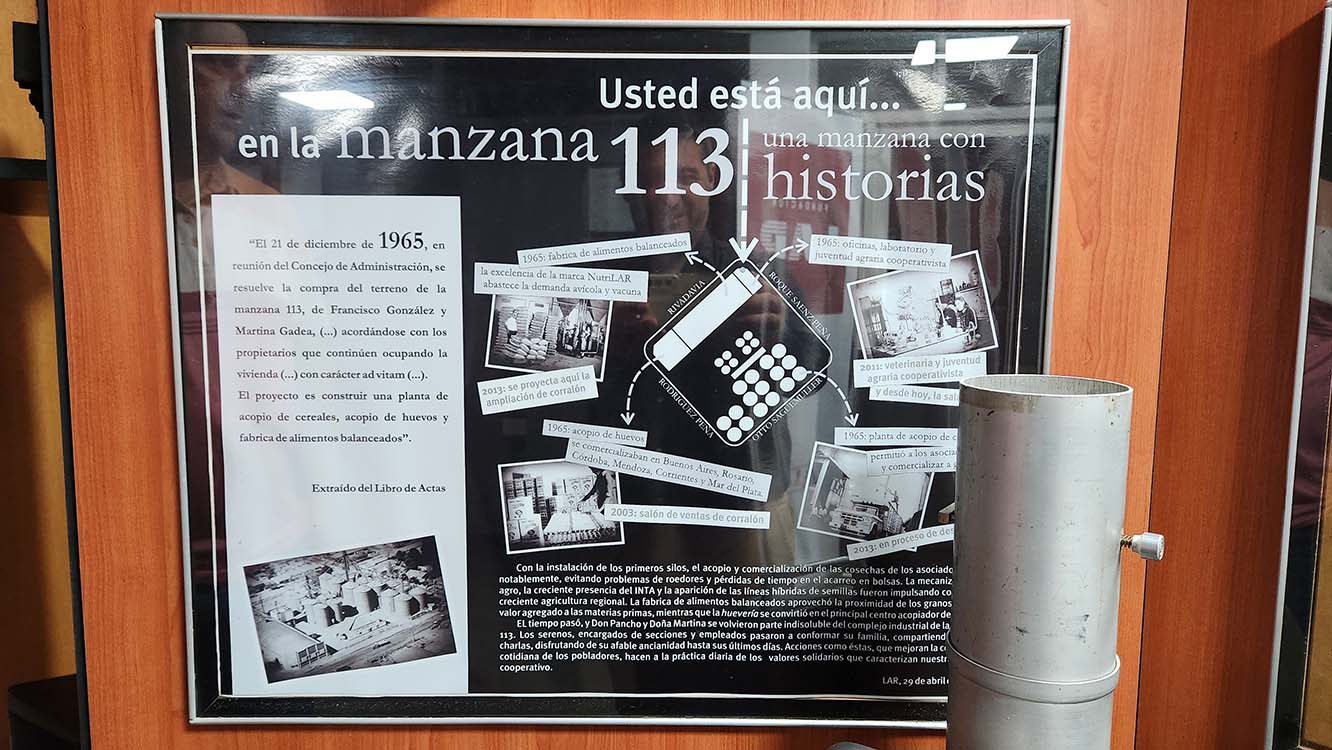 Usted está aquí...
en la manzana 113
una manzana con
historias
"El 21 de diciembre de 1965, en
reunión del Concejo de Administración, se
resuelve la compra del terreno de la
manzana 113, de Francisco González y
Martina Gadea, (...) acordándose con los
propietarios que continúen ocupando la
vivienda (...) con carácter ad vitam (...).
El proyecto es construir una planta de
acopio de cereales, acopio de huevos y
fabrica de alimentos balanceados".
Extraído del Libro de Actas
1965: fabrica de alimentos balanceados
la excelencia de la marca NutriLAR
abastece la demanda avícola y vacuna
2013: se proyecta aquí la
ampliación de corralón
1965: oficinas, laboratorio y
juventud agraria cooperativista
2011: veterinaria y juventud
agraria cooperativista
y desde hoy, la
RIVADAVIA
ROQUE SAENZ PEÑA
RODRIGUEZ PEÑA
OTTO SAGUEMULLER
1965: acopio de huevos
se comercializaban en Buenos Aires, Rosario,
Córdoba, Mendoza, Corrientes y Mar del Plata.
2003: salón de ventas de corralón
1965: planta de acopio de
permitió a los
y comercializar a
2013: en proceso de
Con la instalación de los primeros silos, el acopio y comercialización de las cosechas de los
notablemente, evitando problemas de roedores y pérdidas de tiempo en el acarreo en bolsas. La
agro, la creciente presencia del INTA y la aparición de las líneas híbridas de semillas fueron impulsando
creciente agricultura regional. La fabrica de alimentos balanceados aprovechó la proximidad de los granos
valor agregado a las materias primas, mientras que la huevería se convirtió en el principal centro acopiador
EL tiempo pasó, y Don Pancho y Doña Martina se volvieron parte indisoluble del complejo industrial de
113. Los serenos, encargados de secciones y empleados pasaron a conformar su familia,
charlas, disfrutando de su afable ancianidad hasta sus últimos días. Acciones como éstas, que mejoran la
cotidiana de los pobladores, hacen a la práctica diaria de los valores solidarios que caracterizan
cooperativo.
LAR, 29 de abril